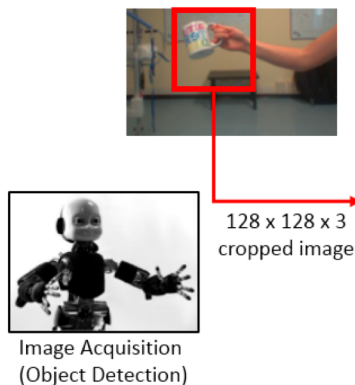 128 x 128 x 3
cropped image
Image Acquisition
(Object Detection)